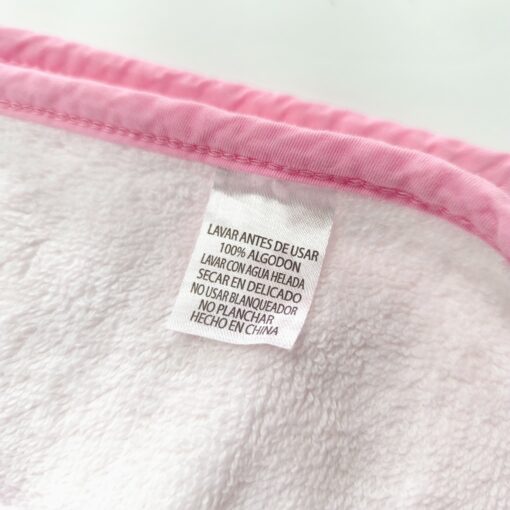 LAVAR ANTES DE USAR
100% ALGODON
LAVAR CON AGUA HELADA
SECAR EN DELICADO
NO USAR BLANQUEADOR
NO PLANCHAR
HECHO EN CHINA